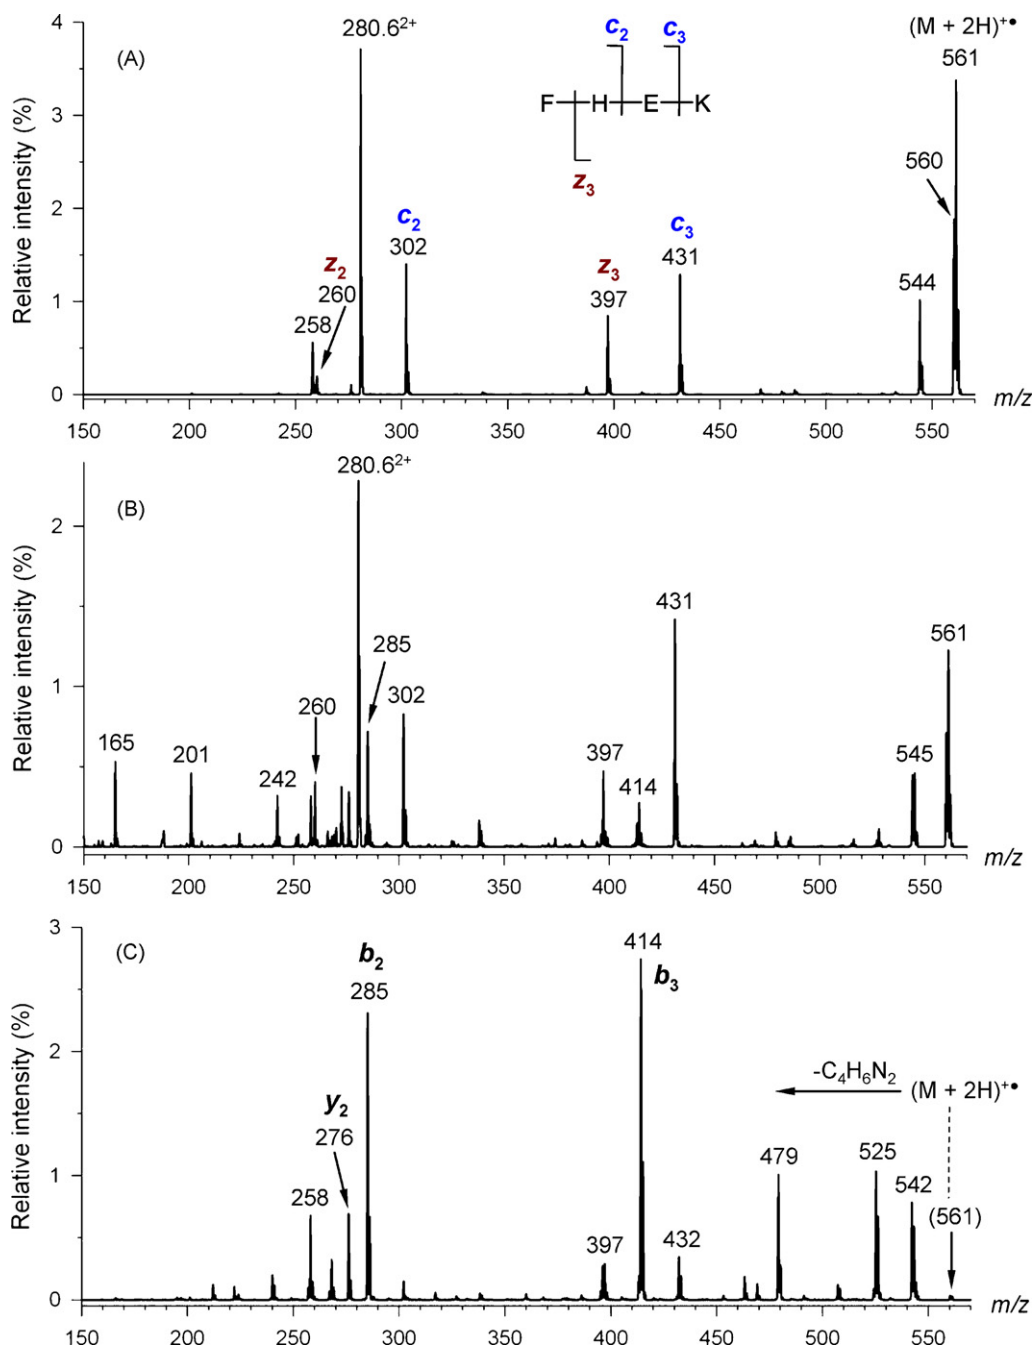 (A)
280.6²⁺
c₂ c₃
(M + 2H)⁺•
561
F H E K
z₃
560
z₂
260
258
c₂
302
z₃
397
c₃
431
544
Relative intensity (%)
4
3
2
1
0
150 200 250 300 350 400 450 500 550 m/z
(B)
280.6²⁺
165
201
242
260
285
302
397
414
431
545
561
Relative intensity (%)
2
1
0
150 200 250 300 350 400 450 500 550 m/z
(C)
b₂
285
414
b₃
-C₄H₆N₂
(M + 2H)⁺•
y₂
276
258
397
432
479
525
542
(561)
Relative intensity (%)
3
2
1
0
150 200 250 300 350 400 450 500 550 m/z